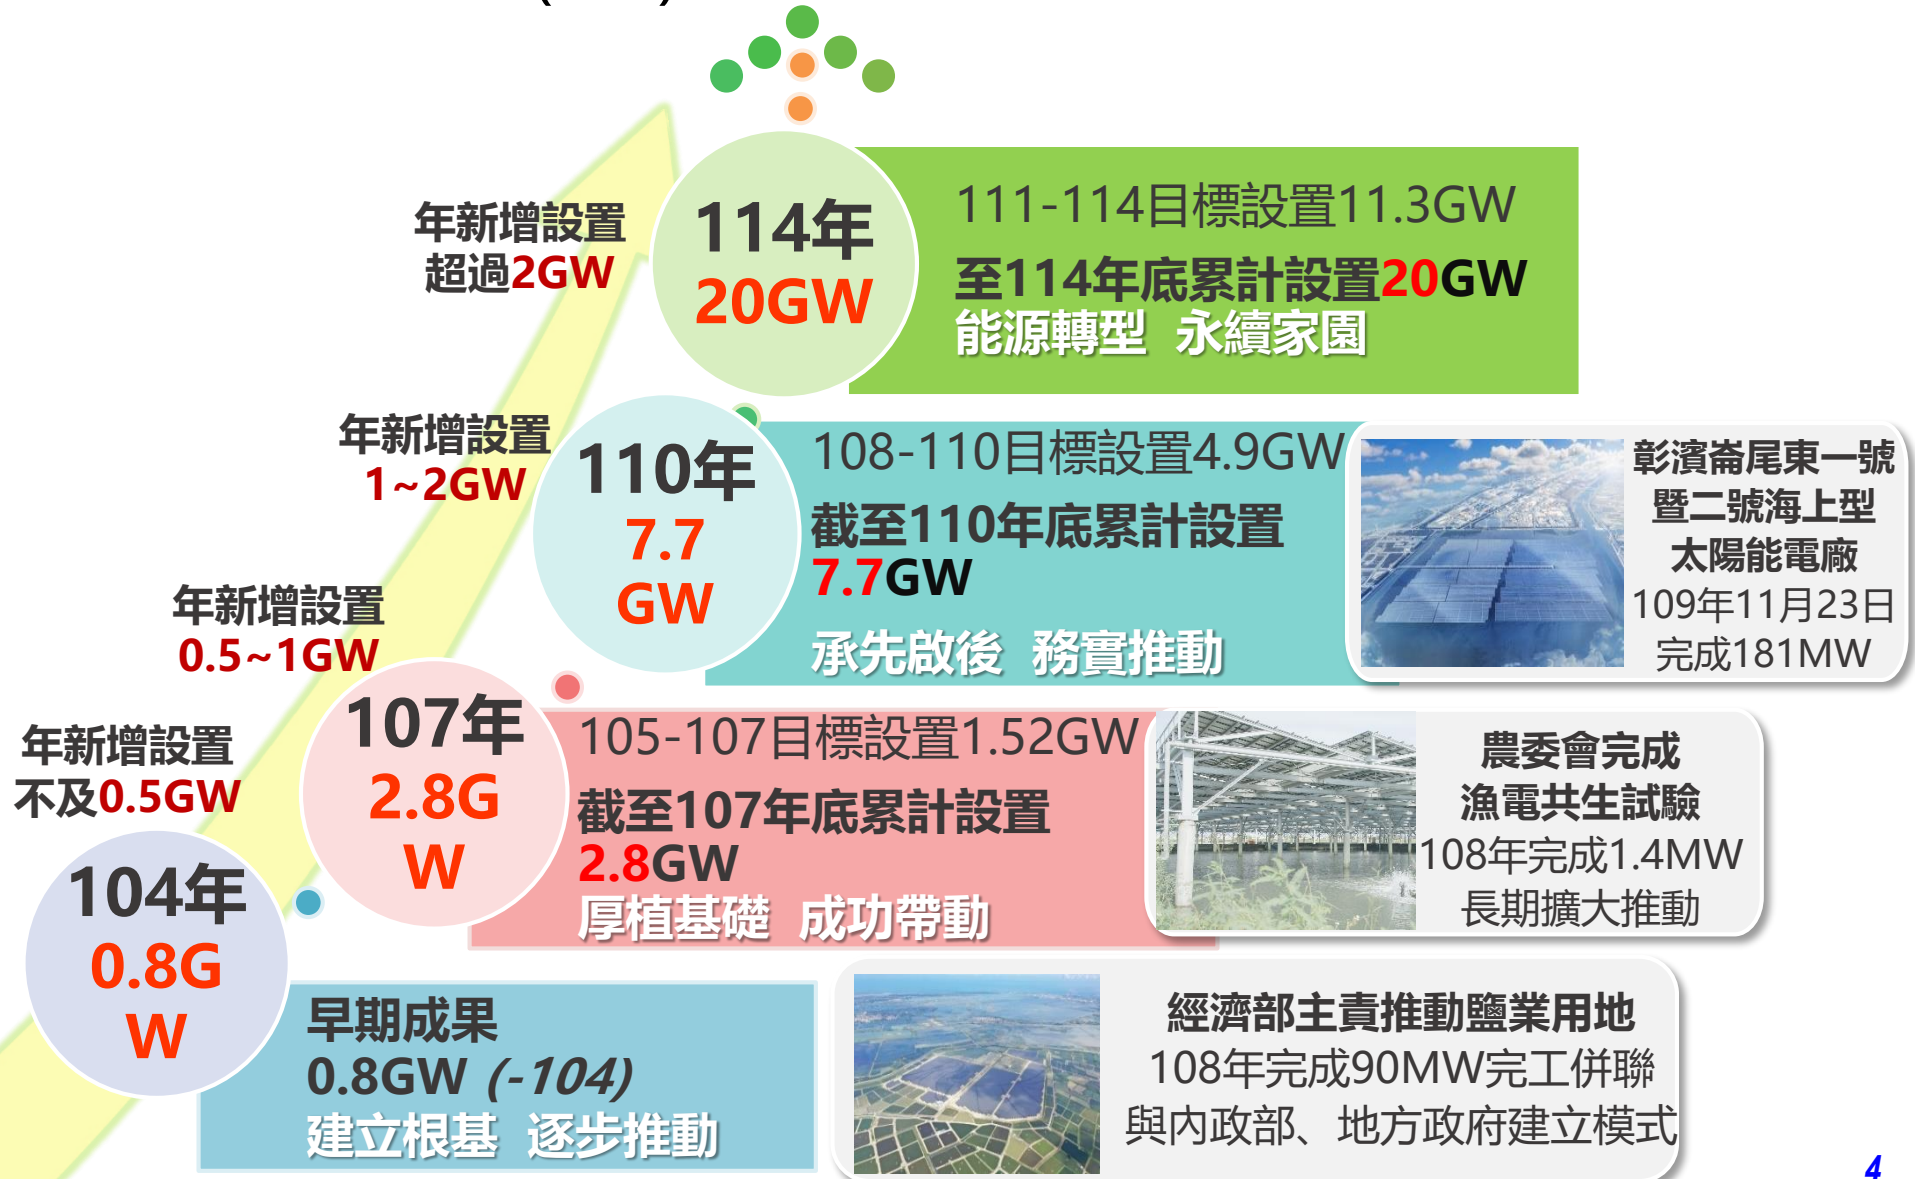 年新增設置
超過2GW
114年
20GW
111-114目標設置11.3GW
至114年底累計設置20GW
能源轉型 永續家園
年新增設置
1~2GW
110年
7.7
GW
108-110目標設置4.9GW
截至110年底累計設置
7.7GW
承先啟後 務實推動
彰濱崙尾東一號
暨二號海上型
太陽能電廠
109年11月23日
完成181MW
年新增設置
0.5~1GW
107年
2.8G
W
105-107目標設置1.52GW
截至107年底累計設置
2.8GW
厚植基礎 成功帶動
農委會完成
漁電共生試驗
108年完成1.4MW
長期擴大推動
年新增設置
不及0.5GW
104年
0.8G
W
早期成果
0.8GW (-104)
建立根基 逐步推動
經濟部主責推動鹽業用地
108年完成90MW完工併聯
與內政部、地方政府建立模式
4